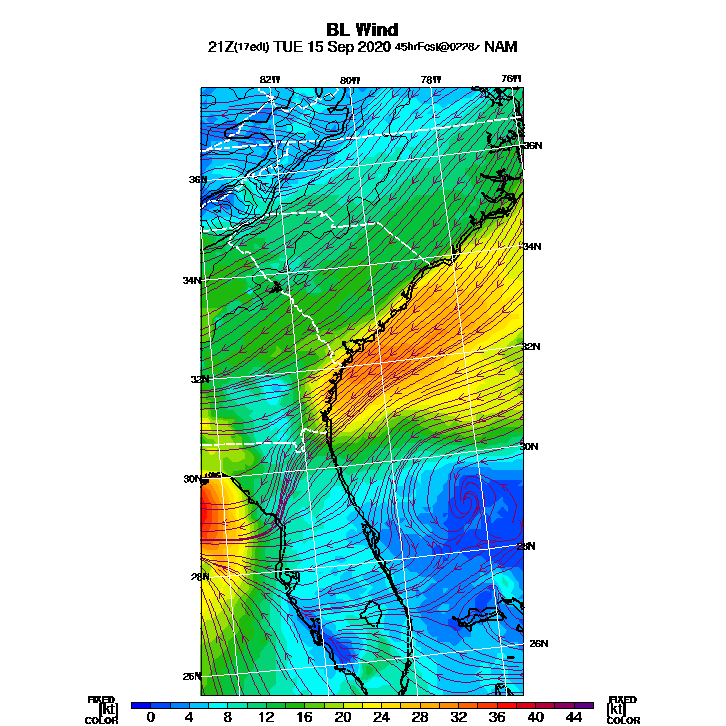 BL Wind
21Z(17edt) TUE 15 Sep 2020 45hrFcst@0228z NAM
82W 80W 78W 76W
36N
36N
34N
34N
32N
32N
30N
30N
28N
28N
26N
26N
FIXED FIXED
[kt] 0 4 8 12 16 20 24 28 32 36 40 44 [kt]
COLOR COLOR